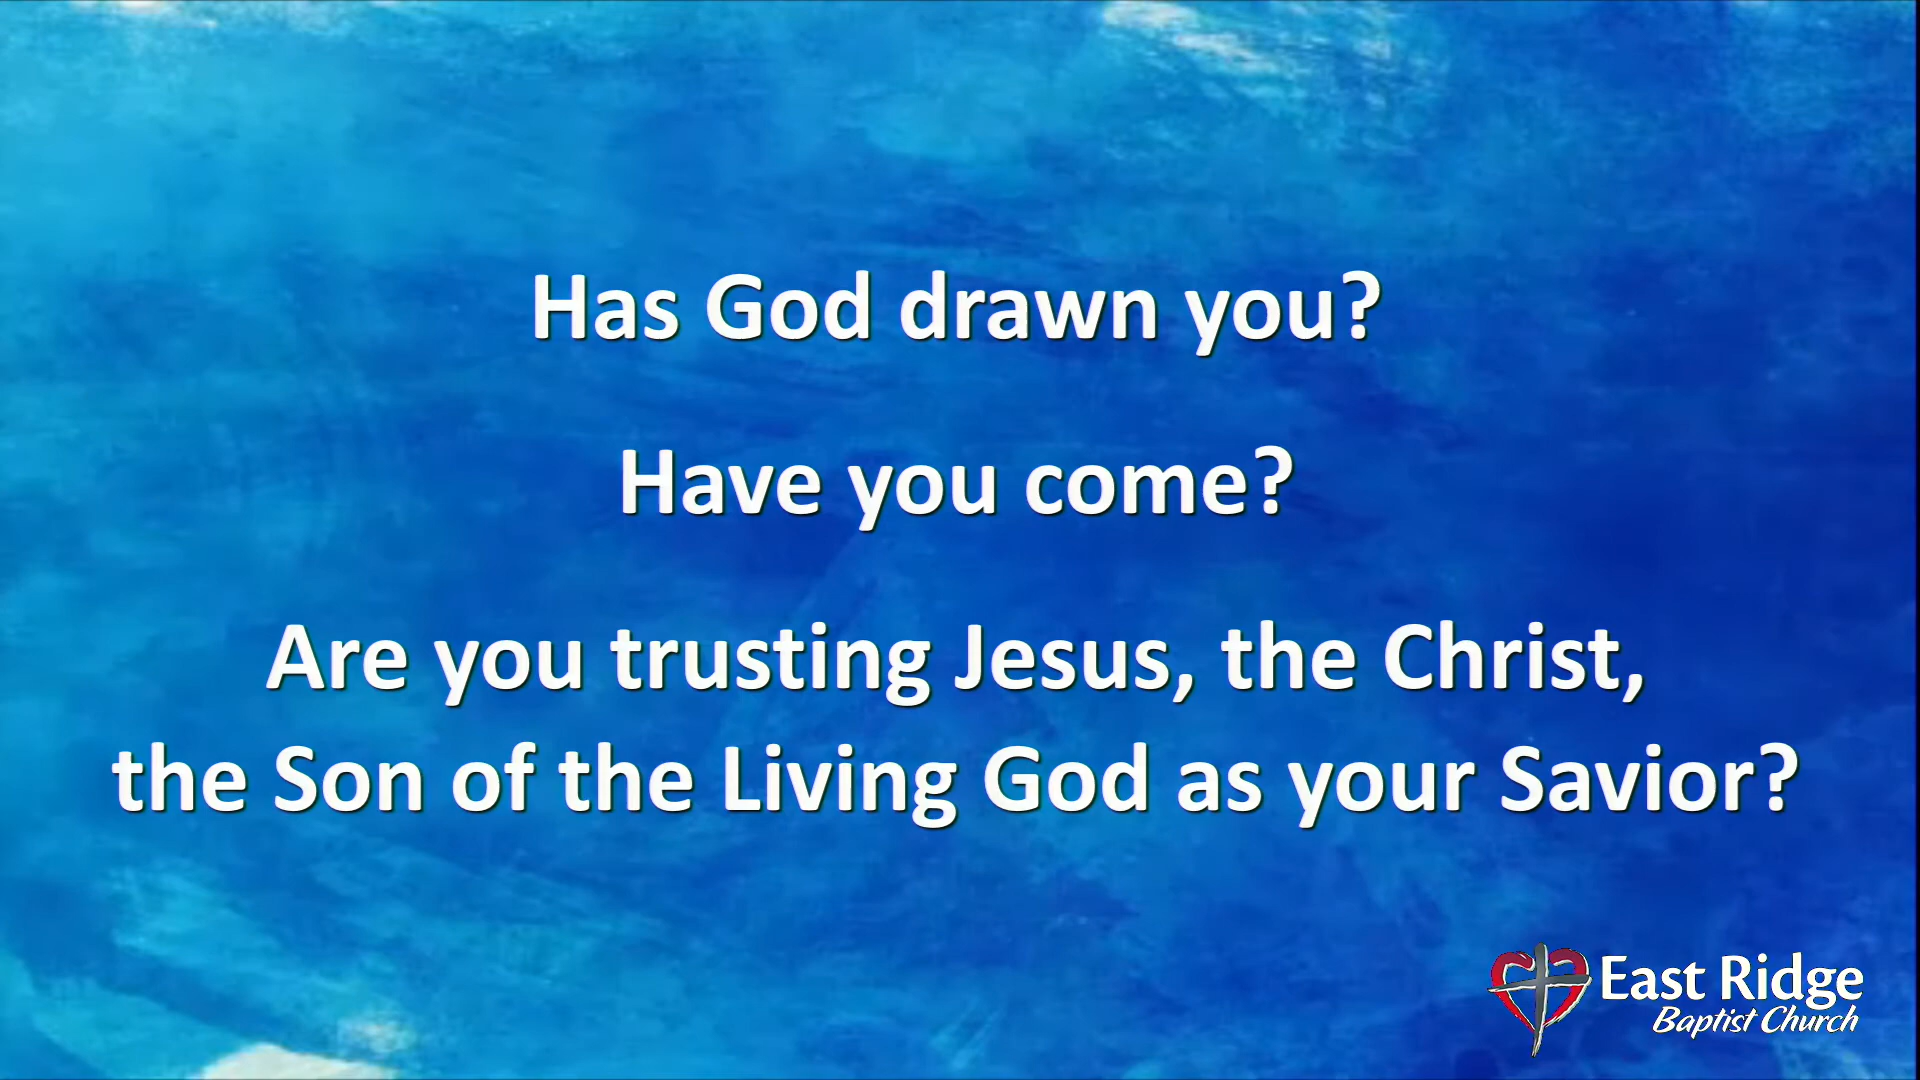 Has God drawn you?
Have you come?
Are you trusting Jesus, the Christ,
the Son of the Living God as your Savior?
East Ridge
Baptist Church